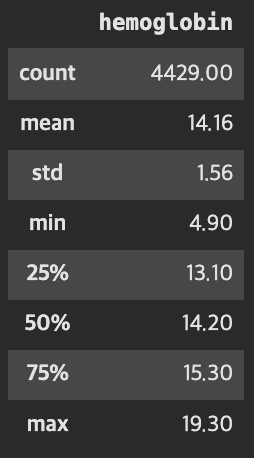 hemoglobin
count 4429.00
mean 14.16
std 1.56
min 4.90
25% 13.10
50% 14.20
75% 15.30
max 19.30